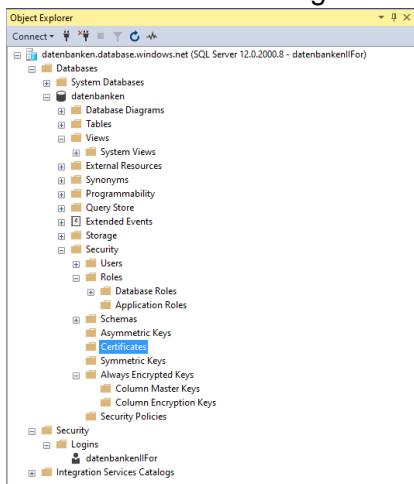 Object Explorer
Connect
datenbanken.database.windows.net (SQL Server 12.0.2000.8 - datenbankenIIFor)
Databases
System Databases
datenbanken
Database Diagrams
Tables
Views
System Views
External Resources
Synonyms
Programmability
Query Store
Extended Events
Storage
Security
Users
Roles
Database Roles
Application Roles
Schemas
Asymmetric Keys
Certificates
Symmetric Keys
Always Encrypted Keys
Column Master Keys
Column Encryption Keys
Security Policies
Security
Logins
datenbankenIIFor
Integration Services Catalogs